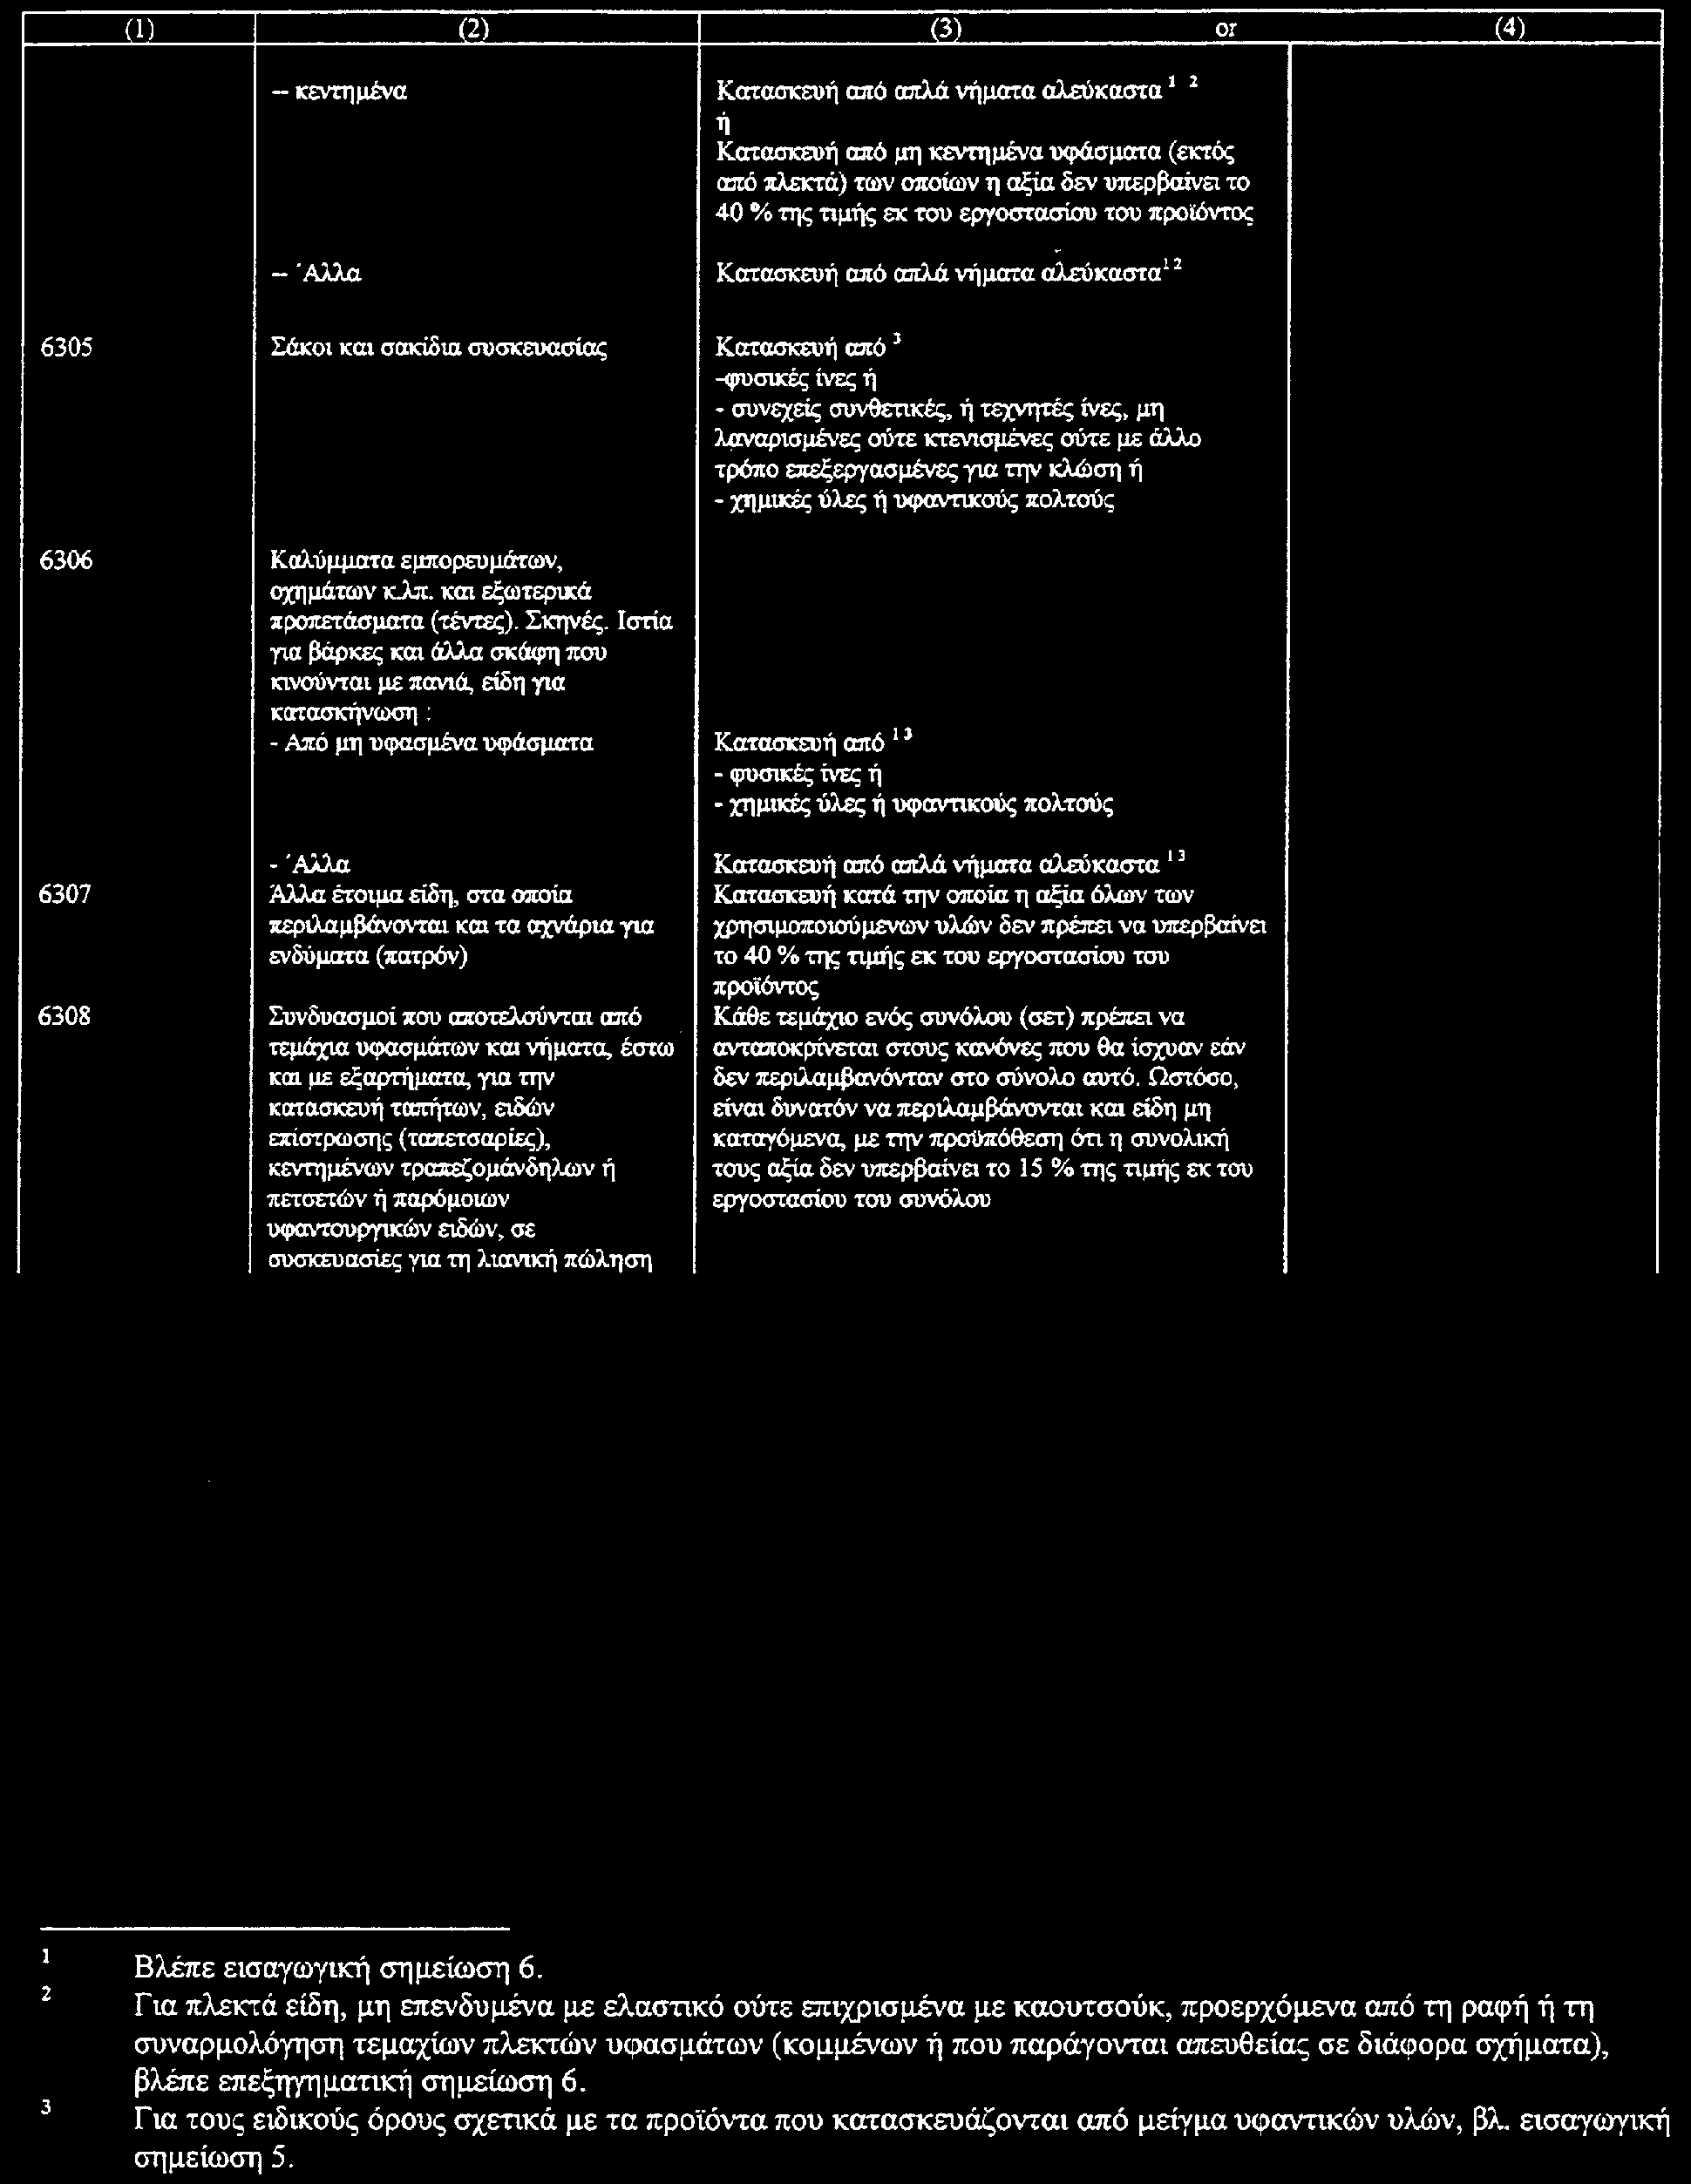 (1) (2) (3) or (4)
-- κεντημένα Κατασκευή από απλά νήματα αλεύκαστα 1 2
ή
Κατασκευή από μη κεντημένα υφάσματα (εκτός
από πλεκτά) των οποίων η αξία δεν υπερβαίνει το
40 % της τιμής εκ του εργοστασίου του προϊόντος
-- Άλλα Κατασκευή από απλά νήματα αλεύκαστα12
6305 Σάκοι και σακίδια συσκευασίας Κατασκευή από 3
-φυσικές ίνες ή
- συνεχείς συνθετικές, ή τεχνητές ίνες, μη
λαναρισμένες ούτε κτενισμένες ούτε με άλλο
τρόπο επεξεργασμένες για την κλώση ή
- χημικές ύλες ή υφαντικούς πολτούς
6306 Καλύμματα εμπορευμάτων,
οχημάτων κ.λπ. και εξωτερικά
προπετάσματα (τέντες). Σκηνές. Ιστία
για βάρκες και άλλα σκάφη που
κινούνται με πανιά, είδη για
κατασκήνωση :
- Από μη υφασμένα υφάσματα Κατασκευή από 13
- φυσικές ίνες ή
- χημικές ύλες ή υφαντικούς πολτούς
- Άλλα Κατασκευή από απλά νήματα αλεύκαστα 13
6307 Άλλα έτοιμα είδη, στα οποία Κατασκευή κατά την οποία η αξία όλων των
περιλαμβάνονται και τα αχνάρια για χρησιμοποιούμενων υλών δεν πρέπει να υπερβαίνει
ενδύματα (πατρόν) το 40 % της τιμής εκ του εργοστασίου του
προϊόντος
6308 Συνδυασμοί που αποτελούνται από Κάθε τεμάχιο ενός συνόλου (σετ) πρέπει να
τεμάχια υφασμάτων και νήματα, έστω ανταποκρίνεται στους κανόνες που θα ίσχυαν εάν
και με εξαρτήματα, για την δεν περιλαμβανόνταν στο σύνολο αυτό. Ωστόσο,
κατασκευή ταπήτων, ειδών είναι δυνατόν να περιλαμβάνονται και είδη μη
επίστρωσης (ταπετσαρίες), καταγόμενα, με την προϋπόθεση ότι η συνολική
κεντημένων τραπεζομάνδηλων ή τους αξία δεν υπερβαίνει το 15 % της τιμής εκ του
πετσετών ή παρόμοιων εργοστασίου του συνόλου
υφαντουργικών ειδών, σε
συσκευασίες για τη λιανική πώληση
1 Βλέπε εισαγωγική σημείωση 6.
2 Για πλεκτά είδη, μη επενδυμένα με ελαστικό ούτε επιχρισμένα με καουτσούκ, προερχόμενα από τη ραφή ή τη
συναρμολόγηση τεμαχίων πλεκτών υφασμάτων (κομμένων ή που παράγονται απευθείας σε διάφορα σχήματα),
βλέπε επεξηγηματική σημείωση 6.
3 Για τους ειδικούς όρους σχετικά με τα προϊόντα που κατασκευάζονται από μείγμα υφαντικών υλών, βλ. εισαγωγική
σημείωση 5.